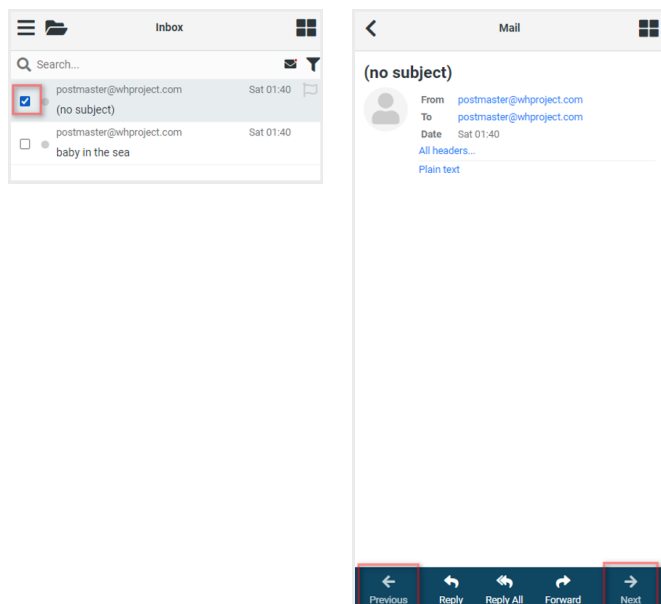 Inbox
Search...
postmaster@whproject.com Sat 01:40
(no subject)
postmaster@whproject.com Sat 01:40
baby in the sea
Mail
(no subject)
From postmaster@whproject.com
To postmaster@whproject.com
Date Sat 01:40
All headers...
Plain text
Previous Reply Reply All Forward Next